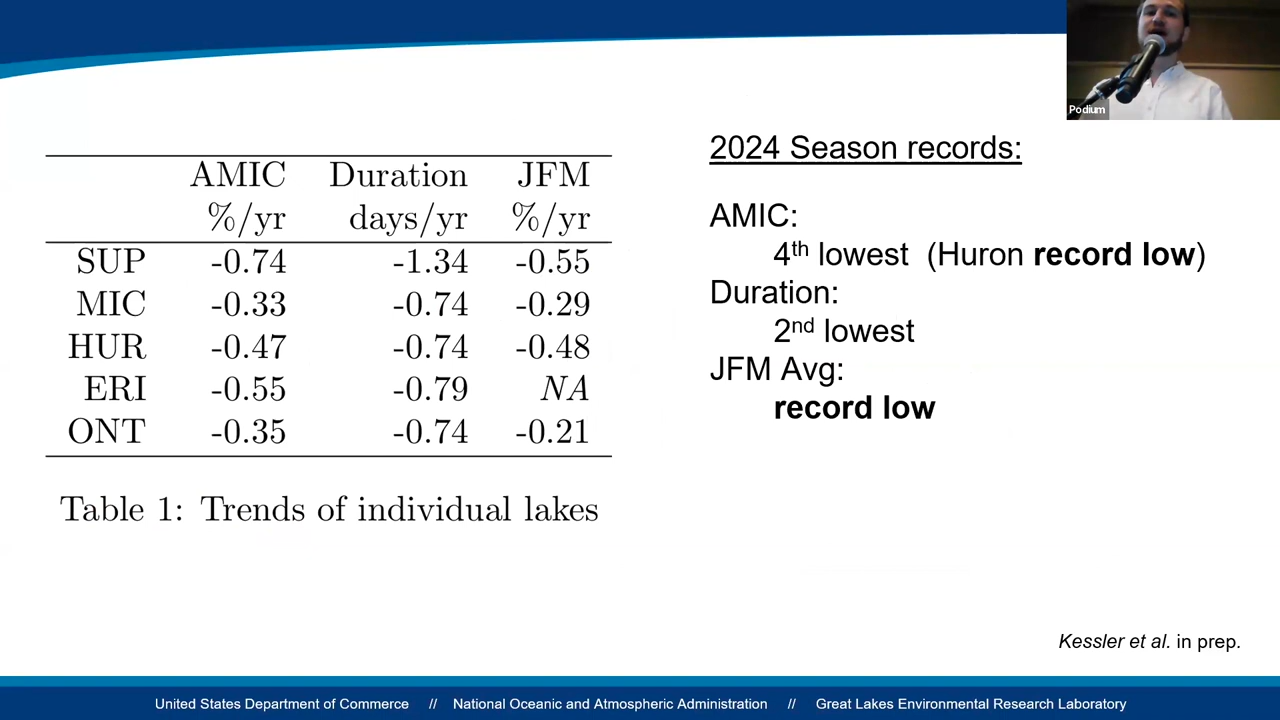 Podium
AMIC Duration JFM
%/yr days/yr %/yr
SUP -0.74 -1.34 -0.55
MIC -0.33 -0.74 -0.29
HUR -0.47 -0.74 -0.48
ERI -0.55 -0.79 NA
ONT -0.35 -0.74 -0.21
Table 1: Trends of individual lakes
2024 Season records:
AMIC:
4th lowest (Huron record low)
Duration:
2nd lowest
JFM Avg:
record low
Kessler et al. in prep.
United States Department of Commerce // National Oceanic and Atmospheric Administration // Great Lakes Environmental Research Laboratory